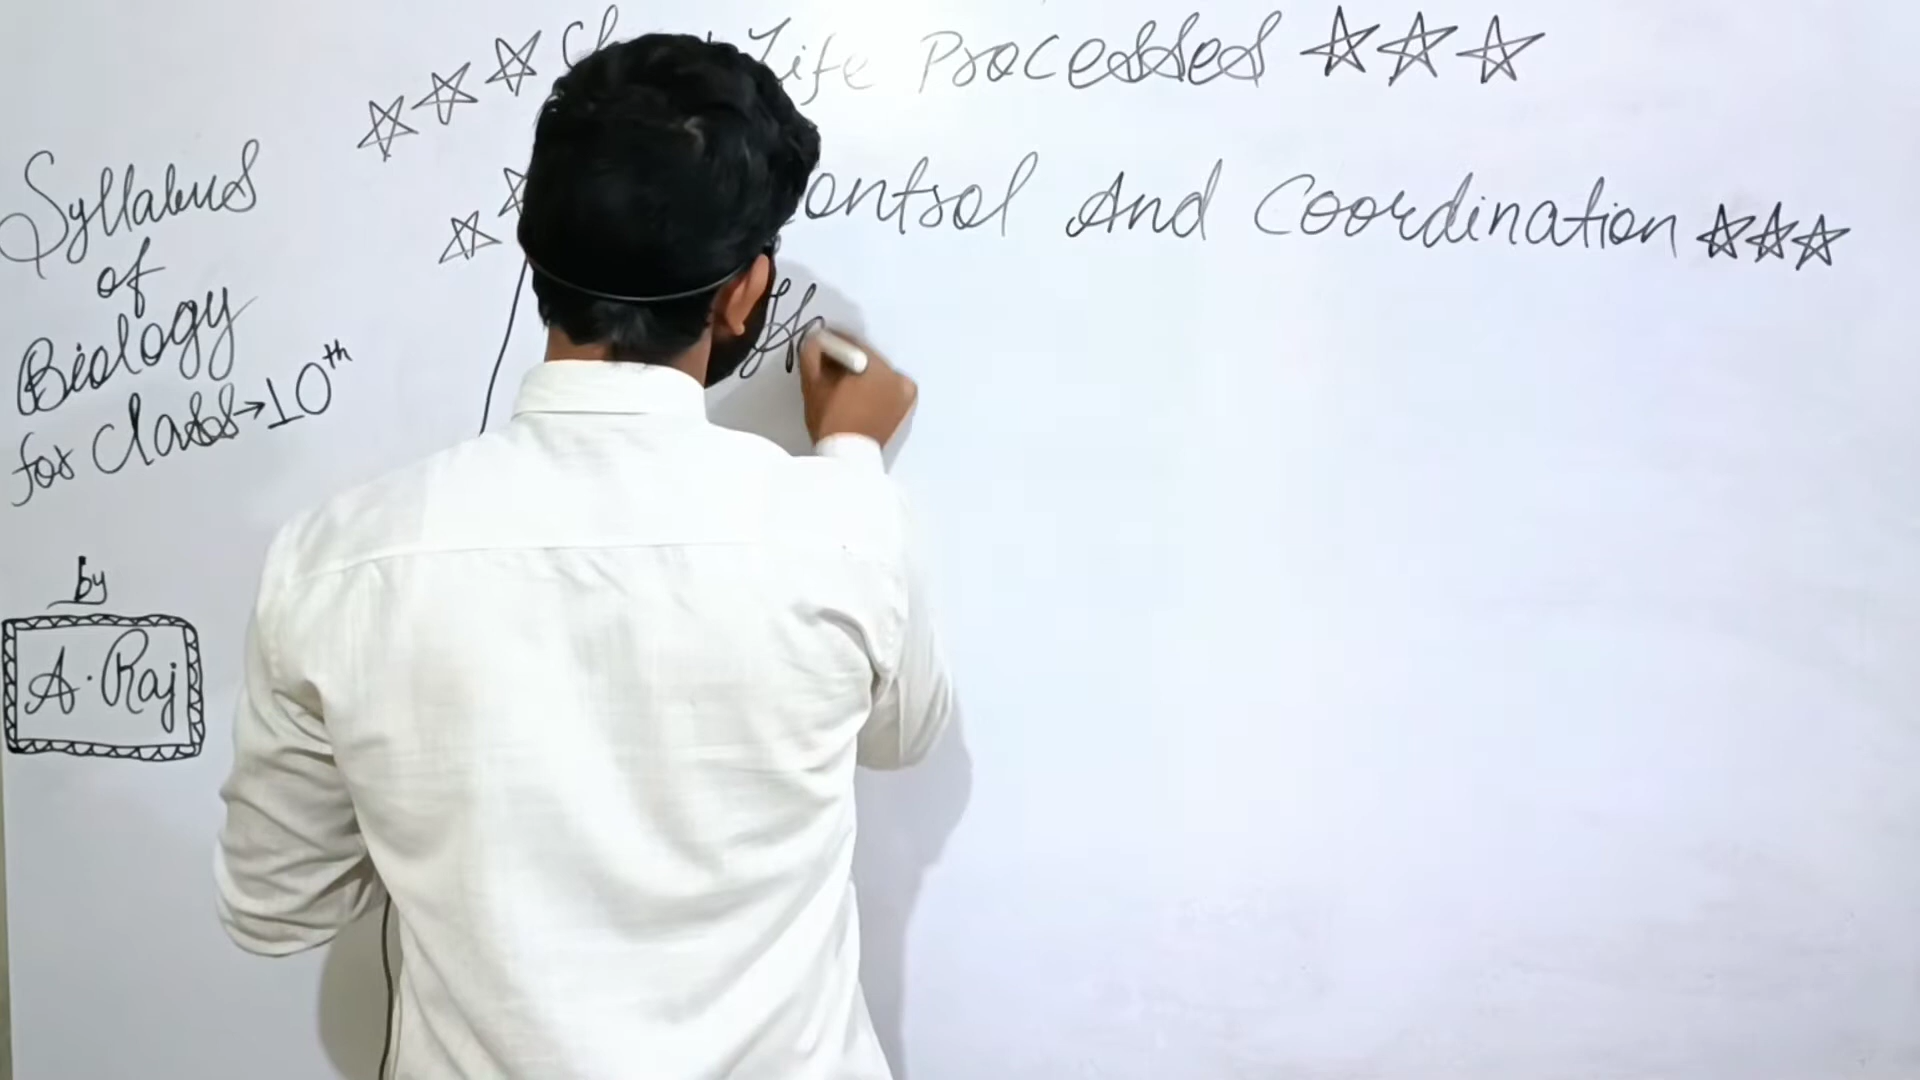 Life Processes
Control And Coordination
Syllabus
of
Biology
for Class→10th
by
A. Raj